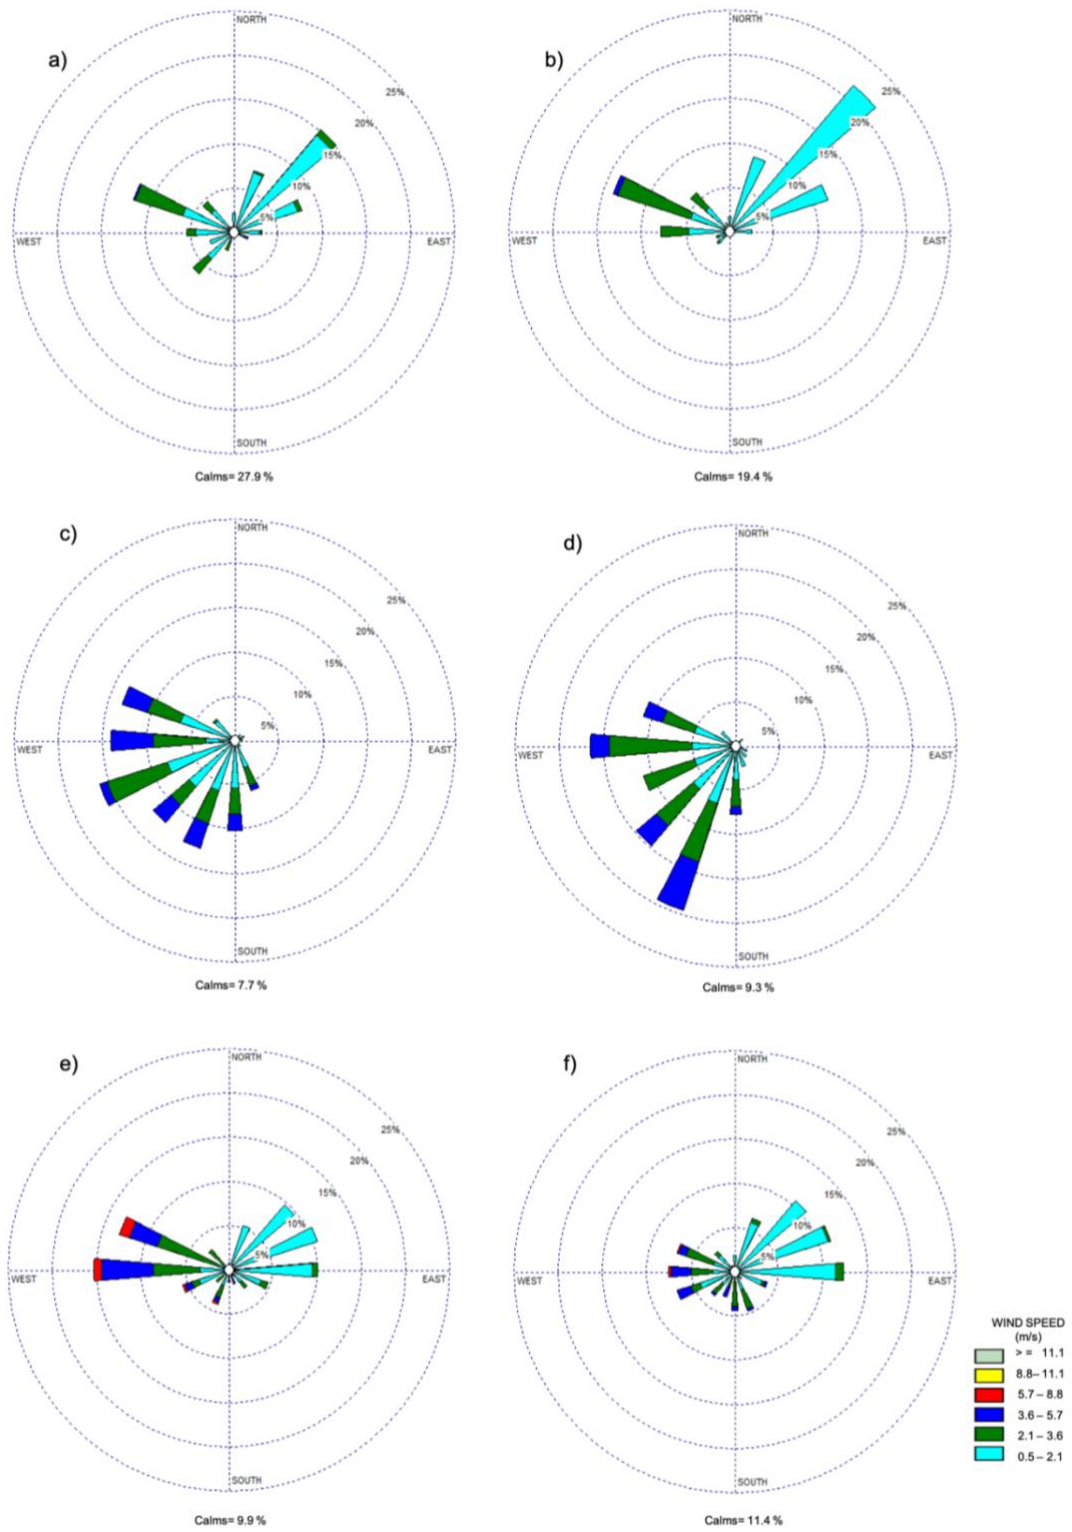 NORTH
a)
25%
20%
15%
10%
5%
WEST
EAST
SOUTH
Calms= 27.9 %
NORTH
b)
25%
20%
15%
10%
5%
WEST
EAST
SOUTH
Calms= 19.4 %
NORTH
c)
25%
20%
15%
10%
5%
WEST
EAST
SOUTH
Calms= 7.7 %
NORTH
d)
25%
20%
15%
10%
5%
WEST
EAST
SOUTH
Calms= 9.3 %
NORTH
e)
25%
20%
15%
10%
5%
WEST
EAST
SOUTH
Calms= 9.9 %
NORTH
f)
25%
20%
15%
10%
5%
WEST
EAST
SOUTH
Calms= 11.4 %
WIND SPEED
(m/s)
> = 11.1
8.8 – 11.1
5.7 – 8.8
3.6 – 5.7
2.1 – 3.6
0.5 – 2.1